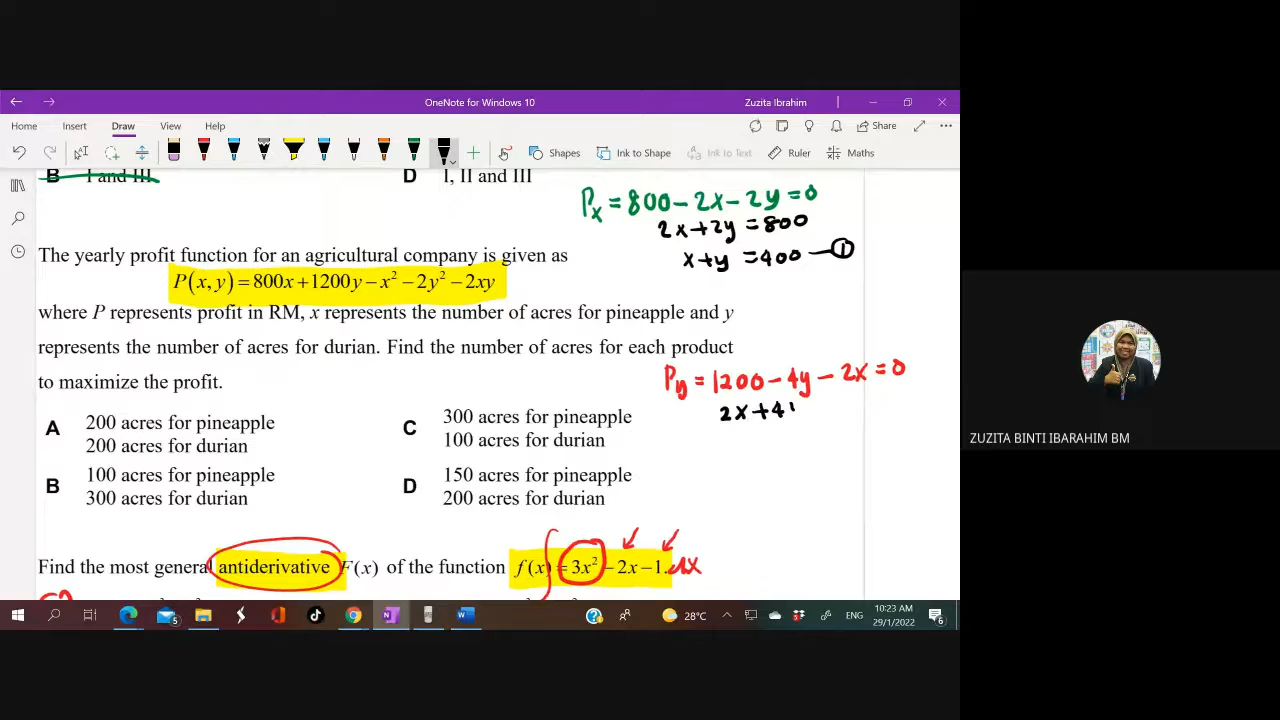 OneNote for Windows 10
Zuzita Ibrahim
Home Insert Draw View Help
Share
Shapes Ink to Shape Ink to Text Ruler Maths
B I and III
D I, II and III
Px = 800 - 2x - 2y = 0
2x + 2y = 800
x + y = 400 — ①
The yearly profit function for an agricultural company is given as
P(x, y) = 800x + 1200y − x² − 2y² − 2xy
where P represents profit in RM, x represents the number of acres for pineapple and y
represents the number of acres for durian. Find the number of acres for each product
to maximize the profit.
Py = 1200 - 4y - 2x = 0
2x + 4
A 200 acres for pineapple
200 acres for durian
C 300 acres for pineapple
100 acres for durian
B 100 acres for pineapple
300 acres for durian
D 150 acres for pineapple
200 acres for durian
Find the most general antiderivative F(x) of the function ∫ f(x) = 3x² − 2x − 1. dx
ZUZITA BINTI IBARAHIM BM
5
28°C
ENG
10:23 AM
29/1/2022
6